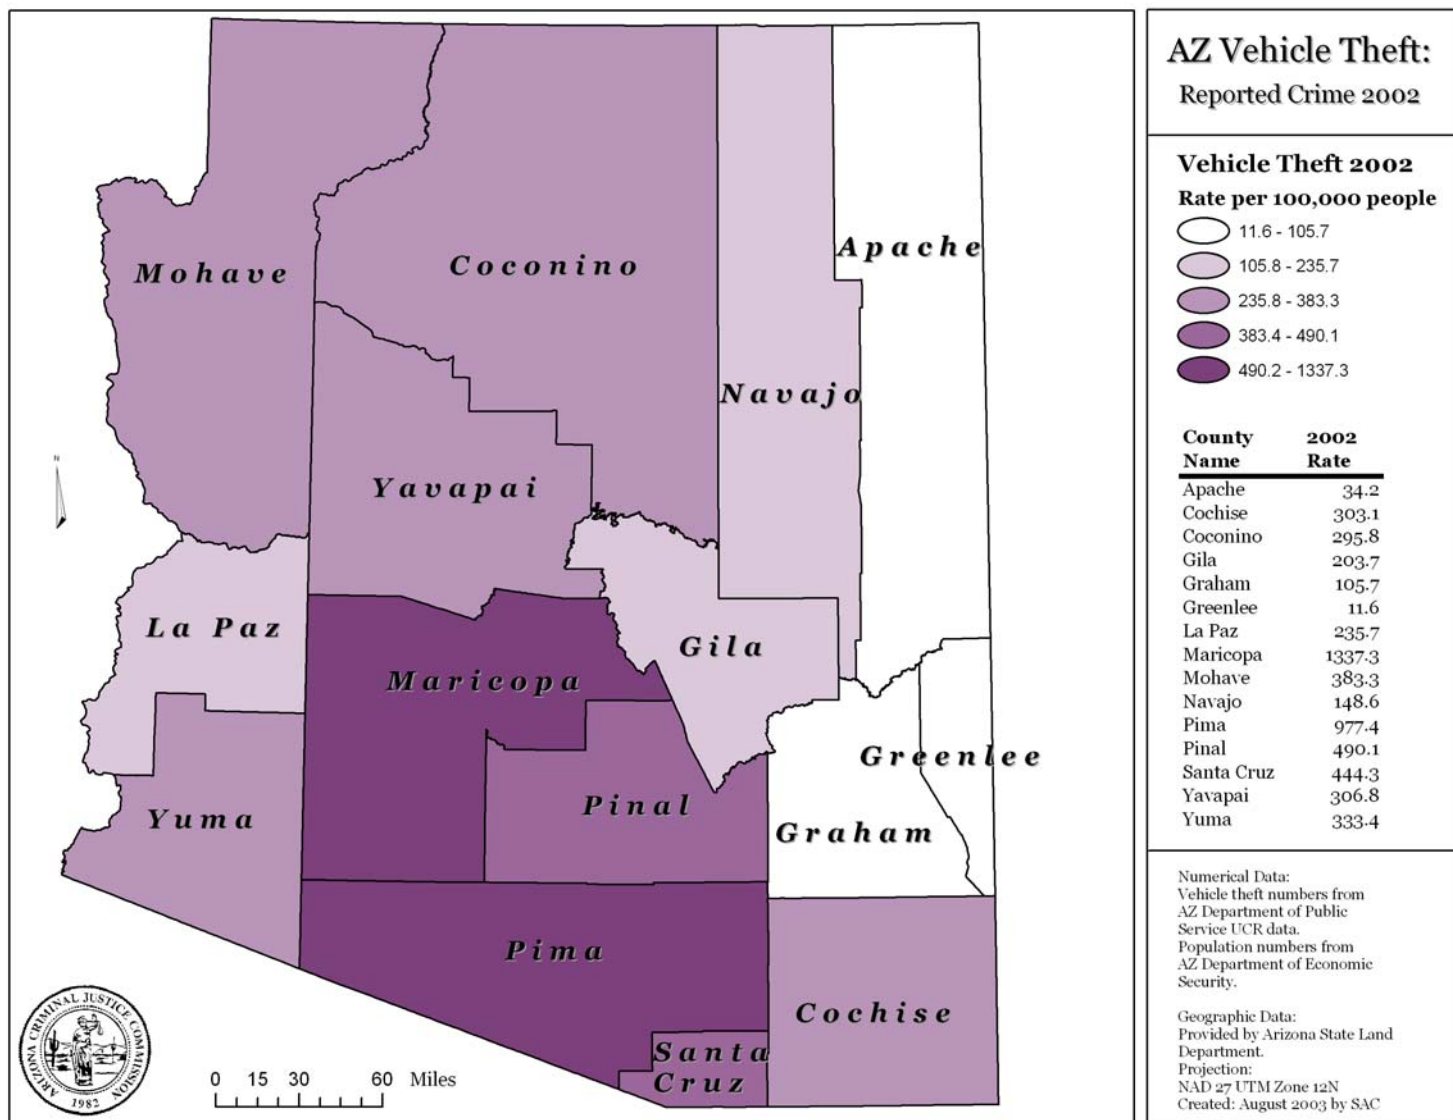 AZ Vehicle Theft:
Reported Crime 2002
Vehicle Theft 2002
Rate per 100,000 people
11.6 - 105.7
105.8 - 235.7
235.8 - 383.3
383.4 - 490.1
490.2 - 1337.3
County 2002
Name Rate
Apache 34.2
Cochise 303.1
Coconino 295.8
Gila 203.7
Graham 105.7
Greenlee 11.6
La Paz 235.7
Maricopa 1337.3
Mohave 383.3
Navajo 148.6
Pima 977.4
Pinal 490.1
Santa Cruz 444.3
Yavapai 306.8
Yuma 333.4
Numerical Data:
Vehicle theft numbers from
AZ Department of Public
Service UCR data.
Population numbers from
AZ Department of Economic
Security.
Geographic Data:
Provided by Arizona State Land
Department.
Projection:
NAD 27 UTM Zone 12N
Created: August 2003 by SAC
Apache
Mohave
Coconino
Navajo
Yavapai
La Paz
Gila
Maricopa
Greenlee
Pinal
Yuma
Graham
Pima
Cochise
Santa
Cruz
N
ARIZONA CRIMINAL JUSTICE COMMISSION
1982
0 15 30 60 Miles